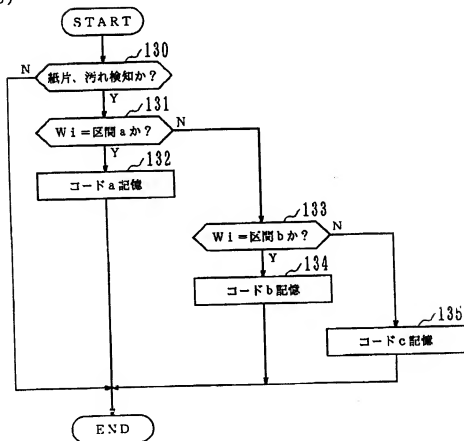 START
130
紙片、汚れ検知か?
N
Y
131
Wi=区間aか?
N
Y
132
コードa記憶
133
Wi=区間bか?
N
Y
134
コードb記憶
135
コードc記憶
END